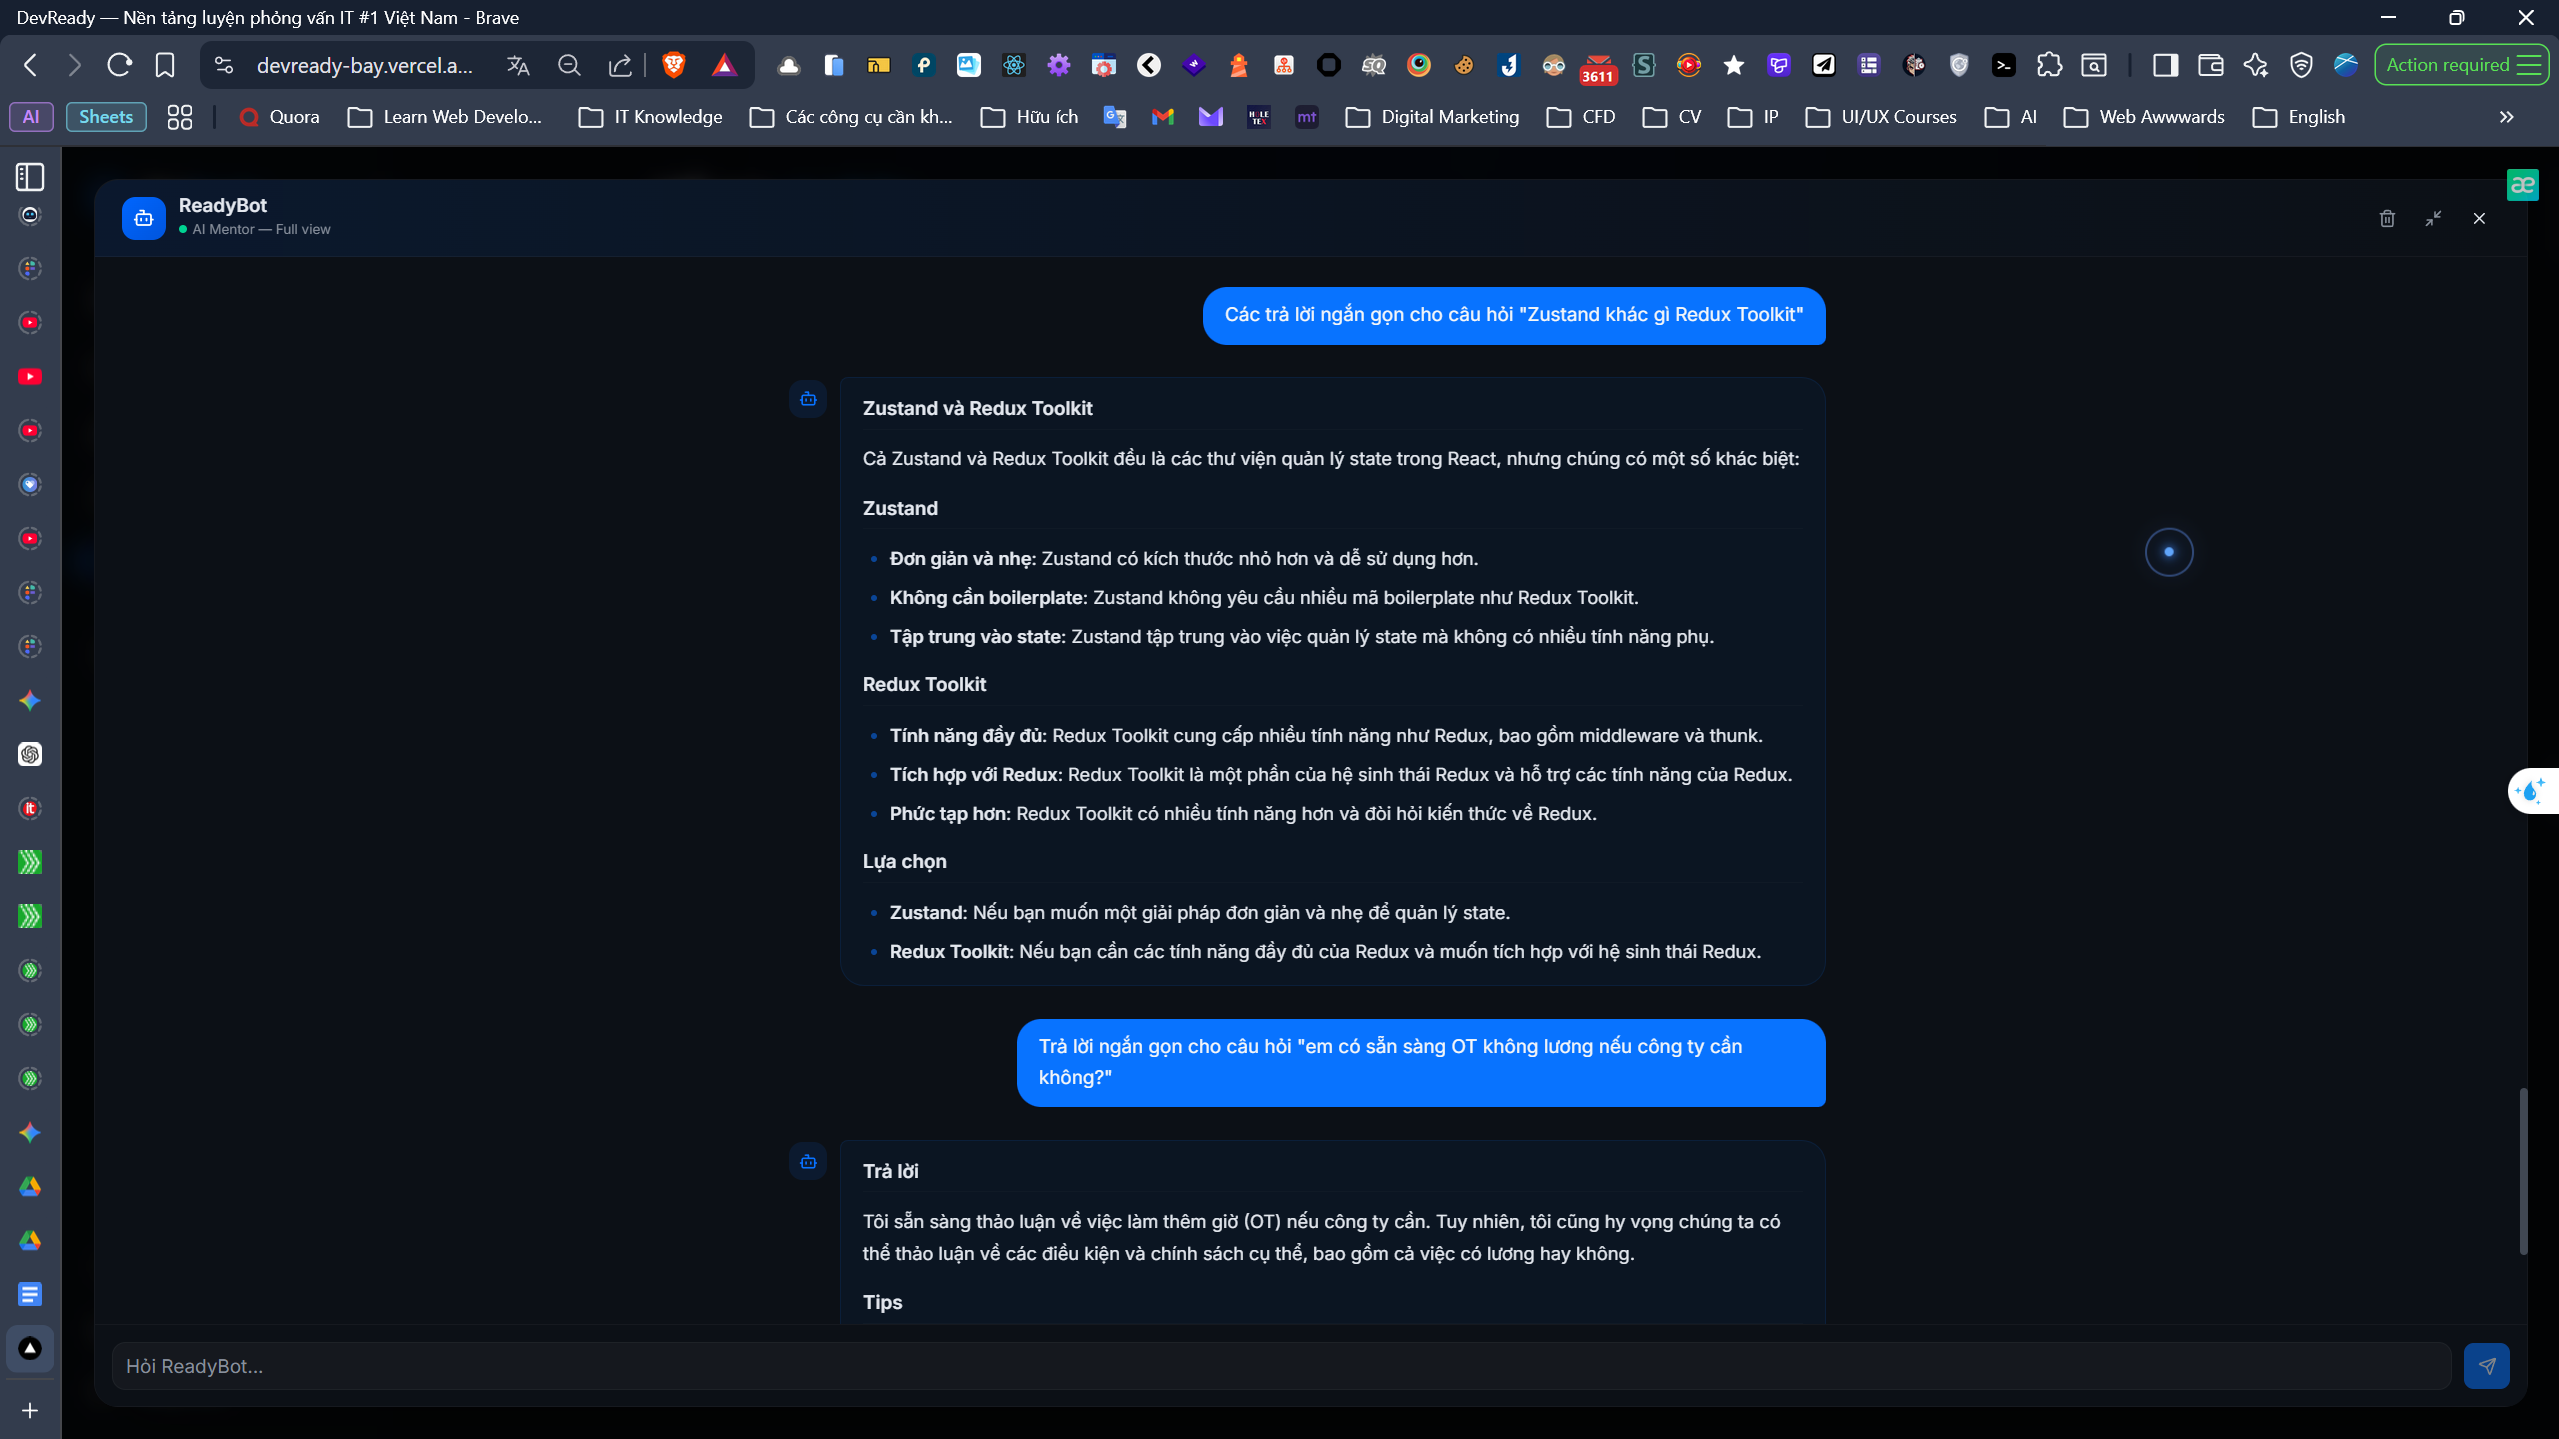 DevReady — Nền tảng luyện phỏng vấn IT #1 Việt Nam - Brave
devready-bay.vercel.a...
3611
Action required
AI
Sheets
Quora
Learn Web Develo...
IT Knowledge
Các công cụ cần kh...
Hữu ích
mt
Digital Marketing
CFD
CV
IP
UI/UX Courses
AI
Web Awwwards
English
ReadyBot
AI Mentor — Full view
æ
Các trả lời ngắn gọn cho câu hỏi "Zustand khác gì Redux Toolkit"
Zustand và Redux Toolkit
Cả Zustand và Redux Toolkit đều là các thư viện quản lý state trong React, nhưng chúng có một số khác biệt:
Zustand
Đơn giản và nhẹ: Zustand có kích thước nhỏ hơn và dễ sử dụng hơn.
Không cần boilerplate: Zustand không yêu cầu nhiều mã boilerplate như Redux Toolkit.
Tập trung vào state: Zustand tập trung vào việc quản lý state mà không có nhiều tính năng phụ.
Redux Toolkit
Tính năng đầy đủ: Redux Toolkit cung cấp nhiều tính năng như Redux, bao gồm middleware và thunk.
Tích hợp với Redux: Redux Toolkit là một phần của hệ sinh thái Redux và hỗ trợ các tính năng của Redux.
Phức tạp hơn: Redux Toolkit có nhiều tính năng hơn và đòi hỏi kiến thức về Redux.
Lựa chọn
Zustand: Nếu bạn muốn một giải pháp đơn giản và nhẹ để quản lý state.
Redux Toolkit: Nếu bạn cần các tính năng đầy đủ của Redux và muốn tích hợp với hệ sinh thái Redux.
Trả lời ngắn gọn cho câu hỏi "em có sẵn sàng OT không lương nếu công ty cần
không?"
Trả lời
Tôi sẵn sàng thảo luận về việc làm thêm giờ (OT) nếu công ty cần. Tuy nhiên, tôi cũng hy vọng chúng ta có
thể thảo luận về các điều kiện và chính sách cụ thể, bao gồm cả việc có lương hay không.
Tips
Hỏi ReadyBot...